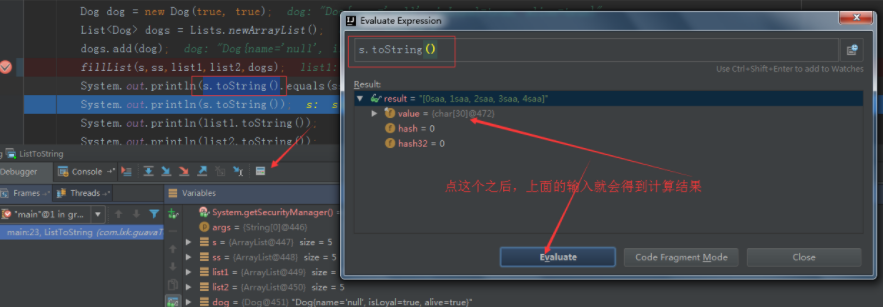 Dog dog = new Dog(true, true); dog: "Do
List<Dog> dogs = Lists.newArrayList();
dogs.add(dog); dog: "Dog{name='null', i
fillList(s,ss,list1,list2,dogs); list1:
System.out.println(s.toString().equals(s
System.out.println(s.toString()); s: s
System.out.println(list1.toString());
System.out.println(list2.toString());
Evaluate Expression
s.toString()
Use Ctrl+Shift+Enter to add to Watches
Result:
result = "[0saa, 1saa, 2saa, 3saa, 4saa]"
value = {char[30]@472}
hash = 0
hash32 = 0
点这个之后，上面的输入就会得到计算结果
Evaluate
Code Fragment Mode
Close
ListToString
Debugger
Console
Frames
Threads
Variables
"main"@1 in gr...
main:23, ListToString (com.lxk.guava7
System.getSecurityManager() =
args = {String[0]@446}
s = {ArrayList@447} size = 5
ss = {ArrayList@448} size = 5
list1 = {ArrayList@449} size =
list2 = {ArrayList@450} size =
dog = {Dog@451} "Dog{name='null', isLoyal=true, alive=true}"